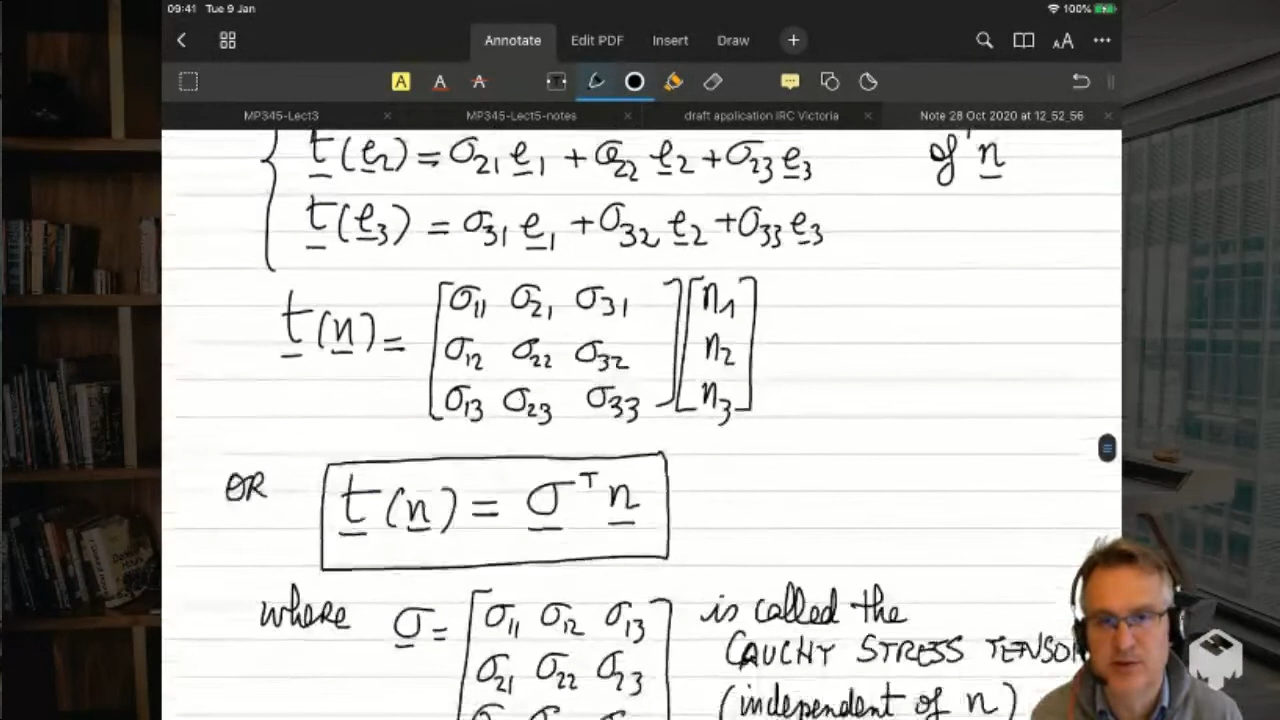 09:41 Tue 9 Jan 100%
Annotate Edit PDF Insert Draw
MP345-Lect3 MP345-Lect5-notes draft application IRC Victoria Note 28 Oct 2020 at 12_52_56
t(e2) = σ21 e1 + σ22 e2 + σ23 e3 of n
t(e3) = σ31 e1 + σ32 e2 + σ33 e3
t(n) = [σ11 σ21 σ31] [n1]
[σ12 σ22 σ32] [n2]
[σ13 σ23 σ33] [n3]
OR t(n) = σᵀ n
where σ = [σ11 σ12 σ13] is called the
σ21 σ22 σ23 CAUCHY STRESS TENSOR
(independent of n)